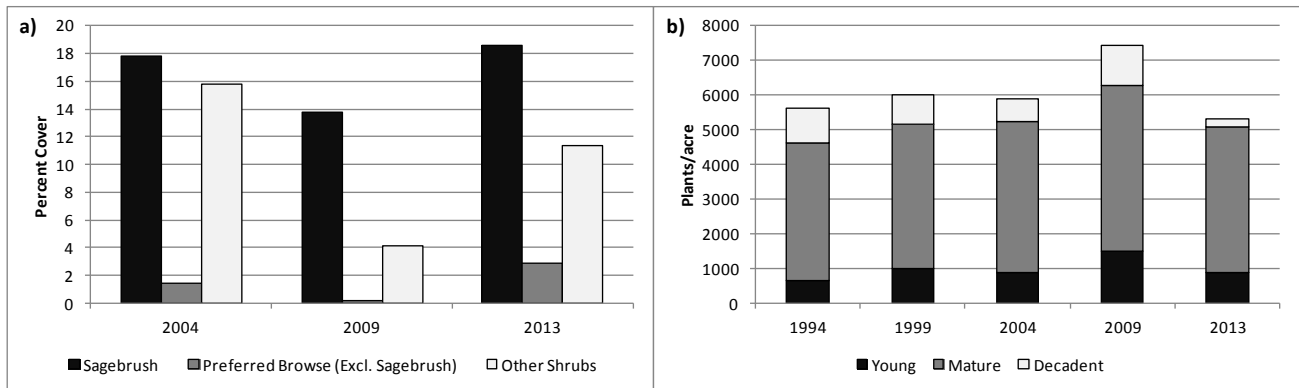 a)
Percent Cover
20
18
16
14
12
10
8
6
4
2
0
2004 2009 2013
Sagebrush Preferred Browse (Excl. Sagebrush) Other Shrubs
b)
Plants/acre
8000
7000
6000
5000
4000
3000
2000
1000
0
1994 1999 2004 2009 2013
Young Mature Decadent